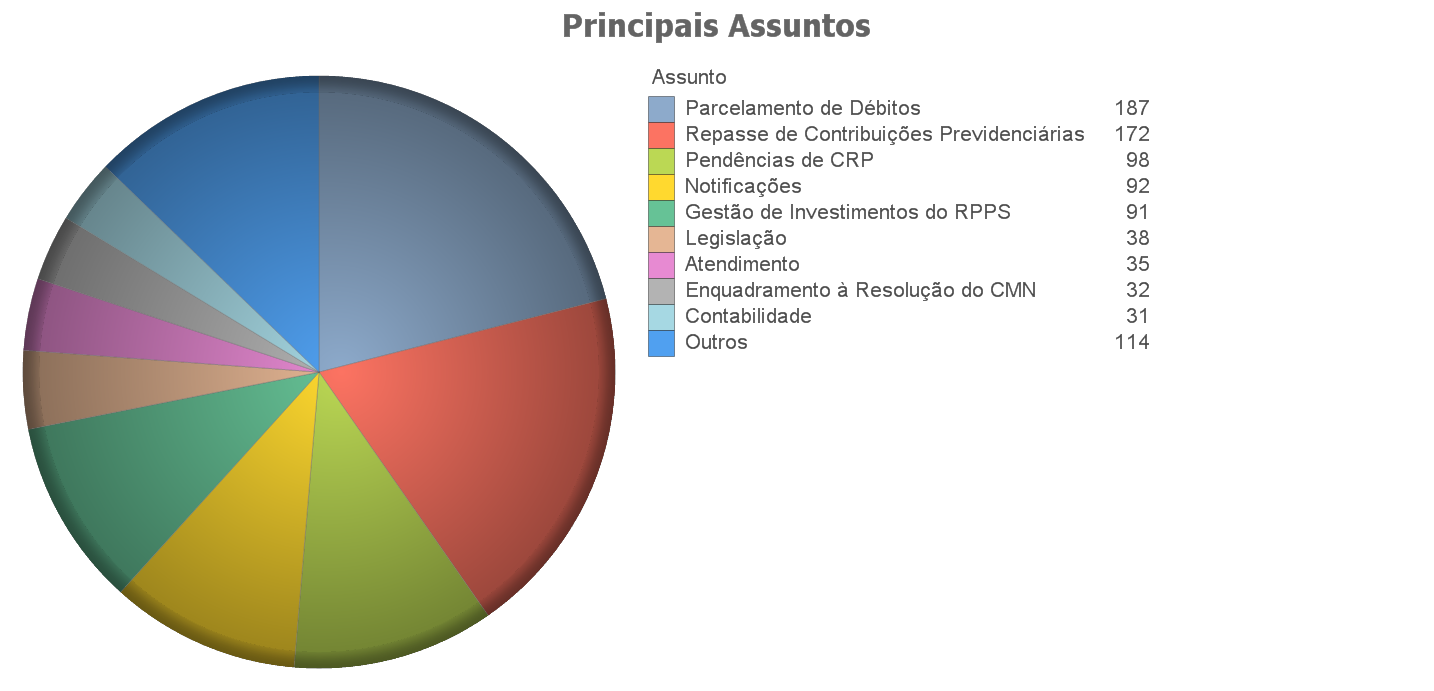 Principais Assuntos
Assunto
Parcelamento de Débitos 187
Repasse de Contribuições Previdenciárias 172
Pendências de CRP 98
Notificações 92
Gestão de Investimentos do RPPS 91
Legislação 38
Atendimento 35
Enquadramento à Resolução do CMN 32
Contabilidade 31
Outros 114